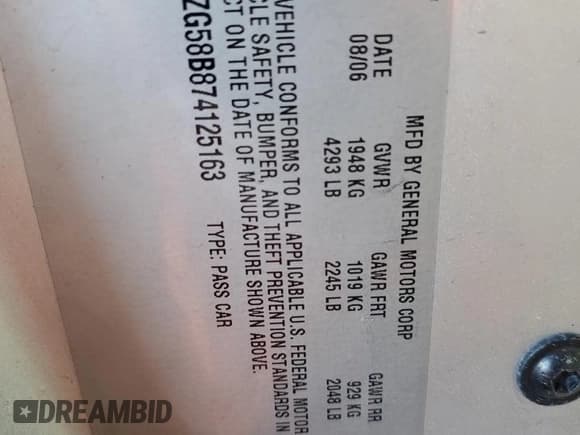 MFD BY GENERAL MOTORS CORP
DATE GVWR GAWR FRT GAWR RR
08/06 1948 KG 1019 KG 929 KG
4293 LB 2245 LB 2048 LB
VEHICLE CONFORMS TO ALL APPLICABLE U.S. FEDERAL MOTOR
CLE SAFETY, BUMPER, AND THEFT PREVENTION STANDARDS IN
CT ON THE DATE OF MANUFACTURE SHOWN ABOVE.
ZG58B874125163 TYPE: PASS CAR
DREAMBID